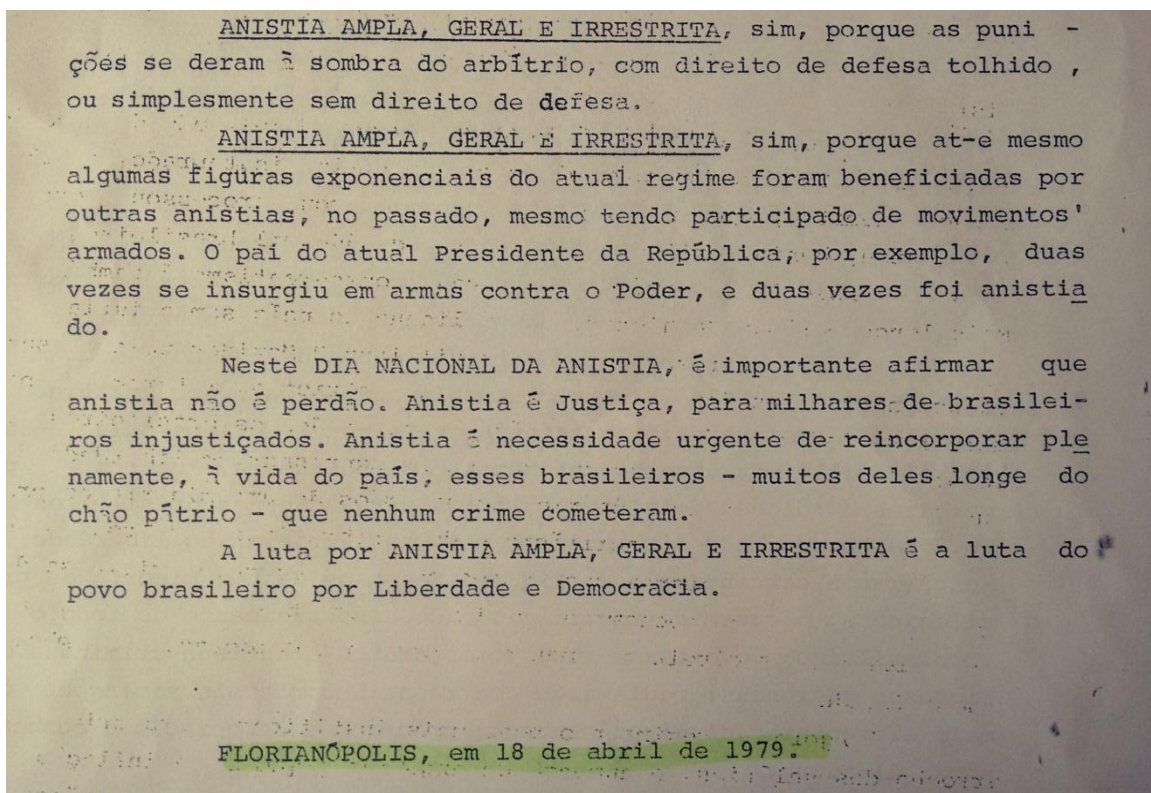 ANISTIA AMPLA, GERAL E IRRESTRITA, sim, porque as puni -
ções se deram à sombra do arbítrio, com direito de defesa tolhido ,
ou simplesmente sem direito de defesa.
ANISTIA AMPLA, GERAL E IRRESTRITA, sim, porque at-e mesmo
algumas figuras exponenciais do atual regime foram beneficiadas por
outras anistias, no passado, mesmo tendo participado de movimentos'
armados. O pai do atual Presidente da República, por exemplo, duas
vezes se insurgiu em armas contra o Poder, e duas vezes foi anistia
do.
Neste DIA NACIONAL DA ANISTIA, é importante afirmar que
anistia não é perdão. Anistia é Justiça, para milhares de brasilei-
ros injustiçados. Anistia é necessidade urgente de reincorporar ple
namente, à vida do país, esses brasileiros - muitos deles longe do
chão pátrio - que nenhum crime cometeram.
A luta por ANISTIA AMPLA, GERAL E IRRESTRITA é a luta do
povo brasileiro por Liberdade e Democracia.
FLORIANÓPOLIS, em 18 de abril de 1979.